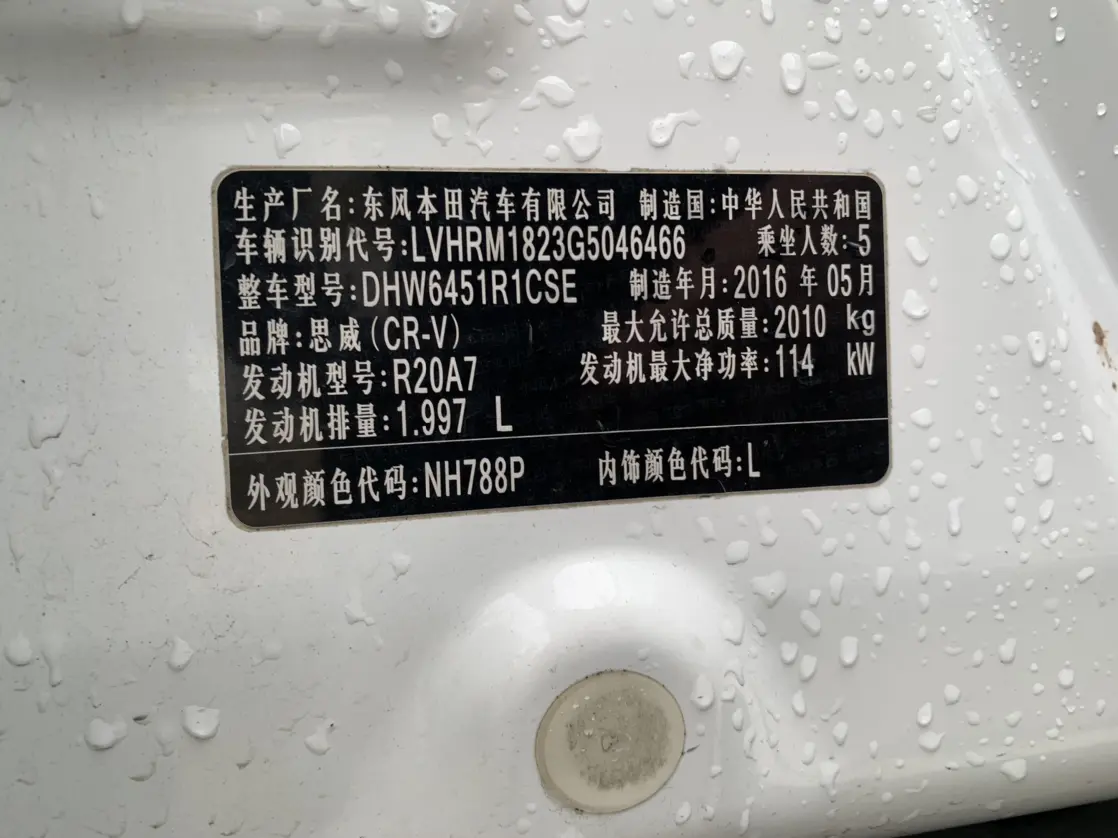 生产厂名:东风本田汽车有限公司 制造国:中华人民共和国
车辆识别代号:LVHRM1823G5046466 乘坐人数:5
整车型号:DHW6451R1CSE 制造年月:2016 年 05月
品牌:思威(CR-V) 最大允许总质量:2010 kg
发动机型号:R20A7 发动机最大净功率:114 kW
发动机排量:1.997 L
外观颜色代码:NH788P 内饰颜色代码:L